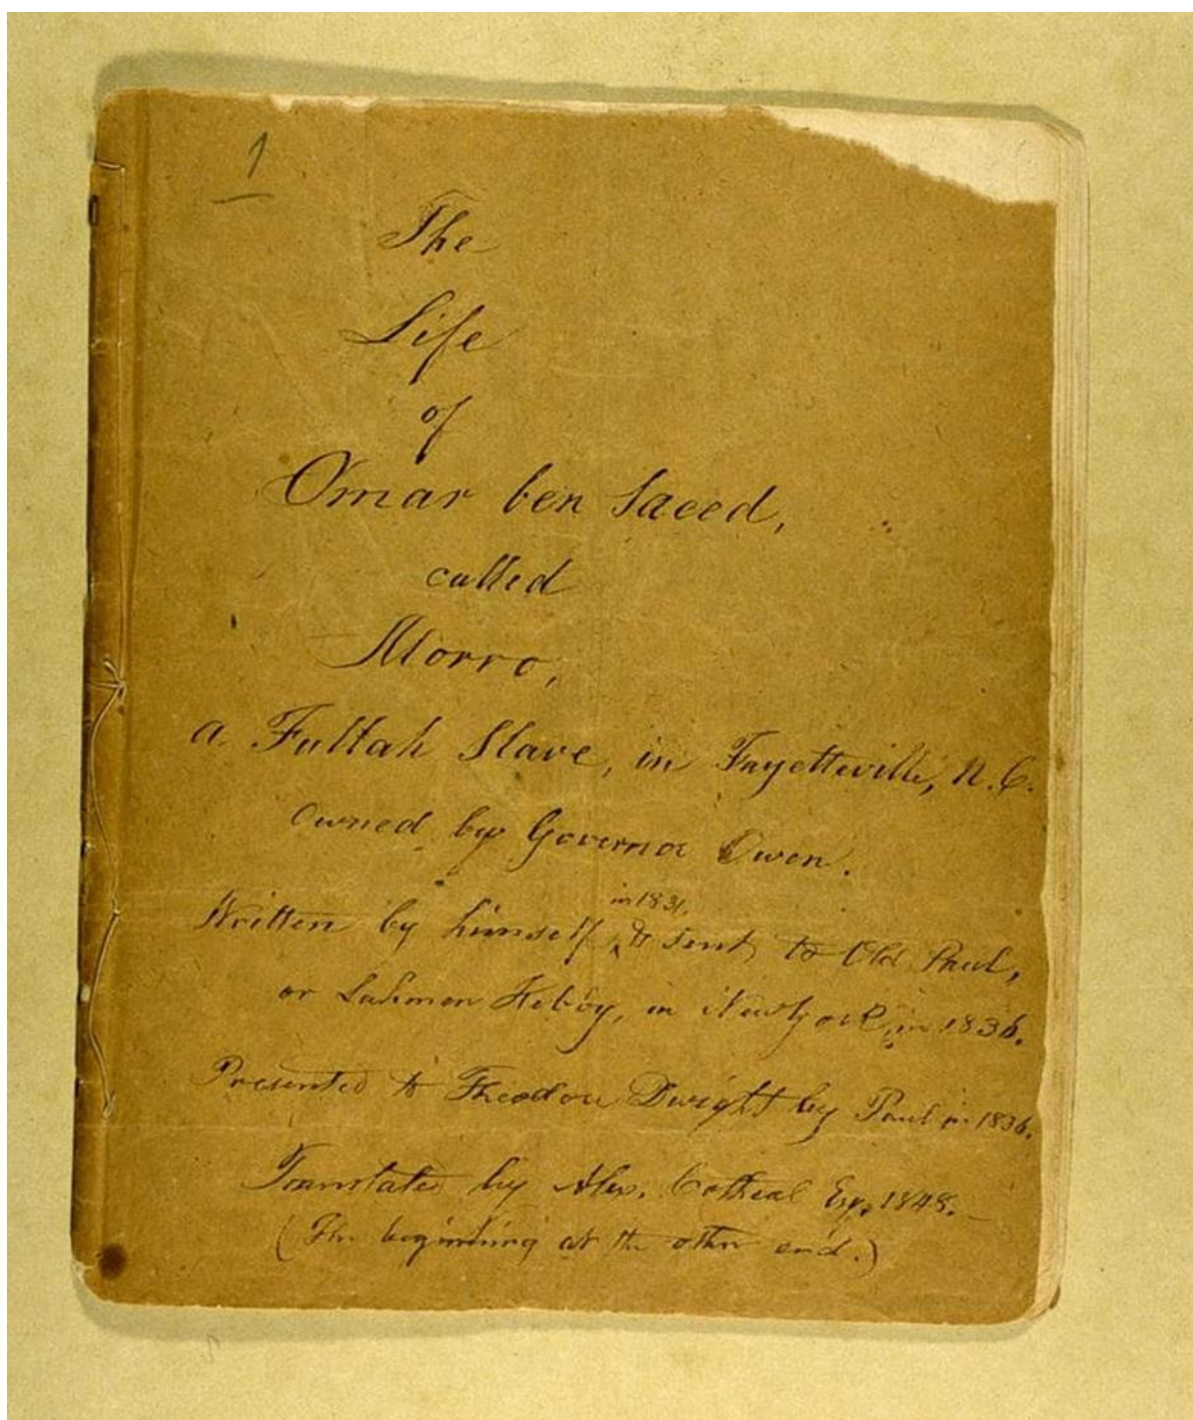 1
The
Life
of
Omar ben Saeed,
called
Morro,
a Fullah Slave, in Fayetteville, N.C.
Owned by Governor Owen.
in 1831,
Written by himself, & sent to Old Paul,
or Lahmen Kebby, in New York, in 1836.
Presented to Theodore Dwight by Paul in 1836.
Translated by Alex. Cotheal Esq, 1848.
(The beginning at the other end.)